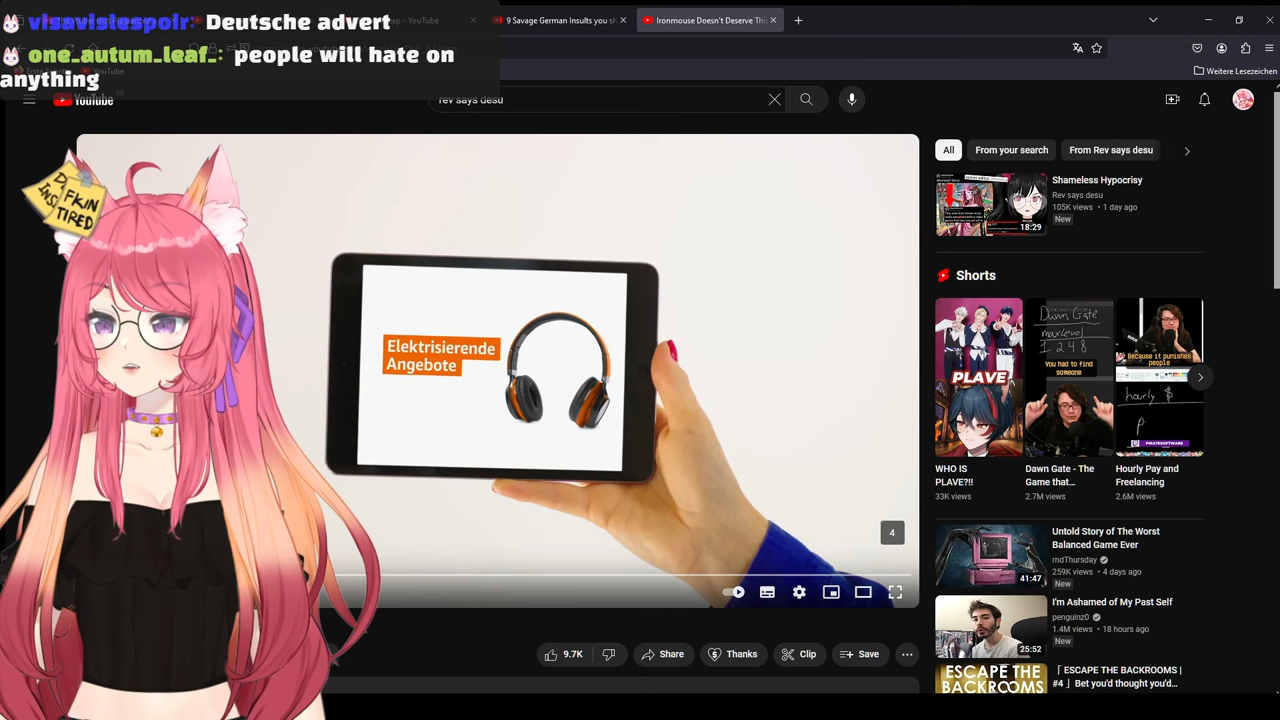 visavislespoir: Deutsche advert
one_autum_leaf_: people will hate on
anything
YouTube
9 Savage German Insults you sh
Ironmouse Doesn't Deserve Thi
Weitere Lesezeichen
YouTube
rev says desu
FKIN
TIRED
Elektrisierende
Angebote
4
9.7K
Share
Thanks
Clip
Save
All
From your search
From Rev says desu
Shameless Hypocrisy
Rev says desu
105K views • 1 day ago
New
18:29
Shorts
PLAVE
WHO IS
PLAVE?!!
33K views
Dawn Gate
max level
1 2 4 8
You had to find
someone
Dawn Gate - The
Game that…
2.7M views
Because it punishes
people
hourly $
P
PIRATESOFTWARE
Hourly Pay and
Freelancing
2.6M views
Untold Story of The Worst
Balanced Game Ever
rndThursday
259K views • 4 days ago
New
41:47
I'm Ashamed of My Past Self
penguinz0
1.4M views • 18 hours ago
New
25:52
ESCAPE THE
BACKROOMS
「 ESCAPE THE BACKROOMS |
#4 」 Bet you'd thought you'd…